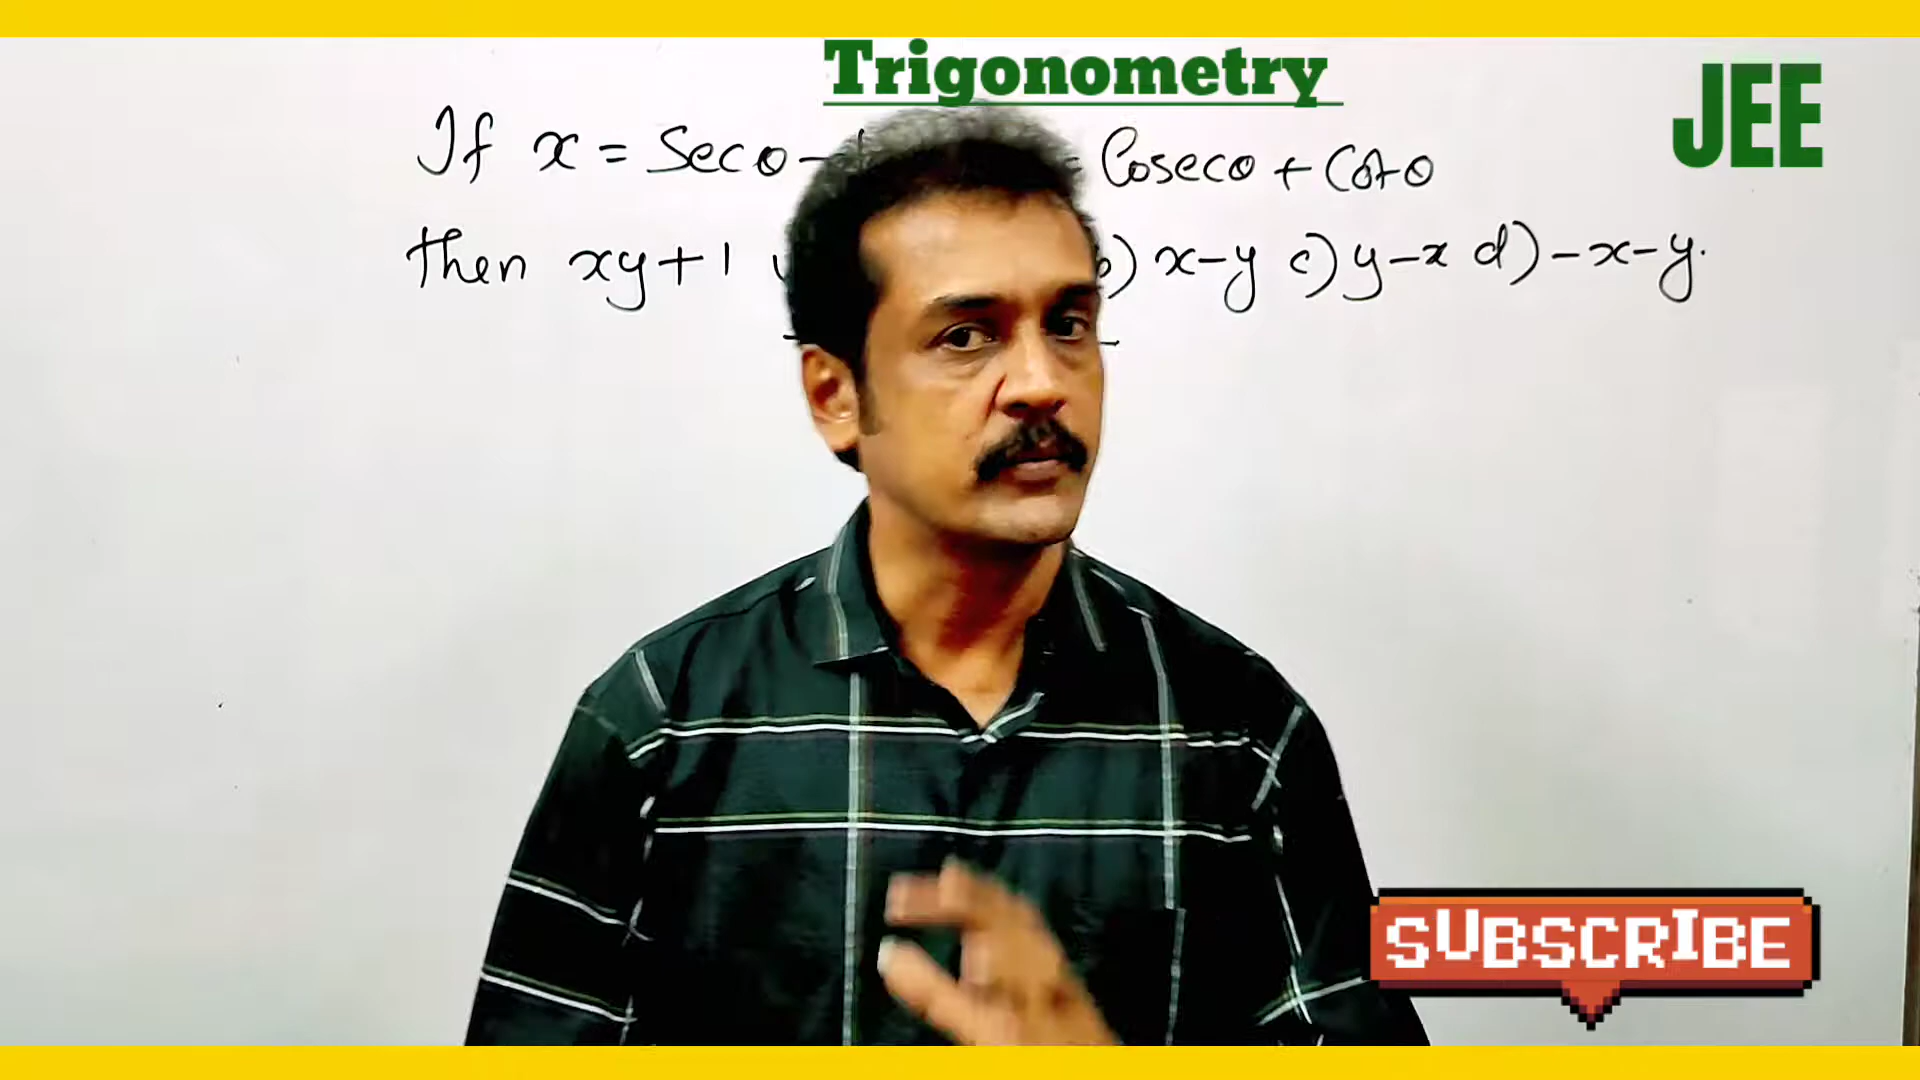 Trigonometry
JEE
If x = Secθ – = Cosecθ + Cotθ
then xy+1 b) x–y c) y–x d) –x–y.
SUBSCRIBE